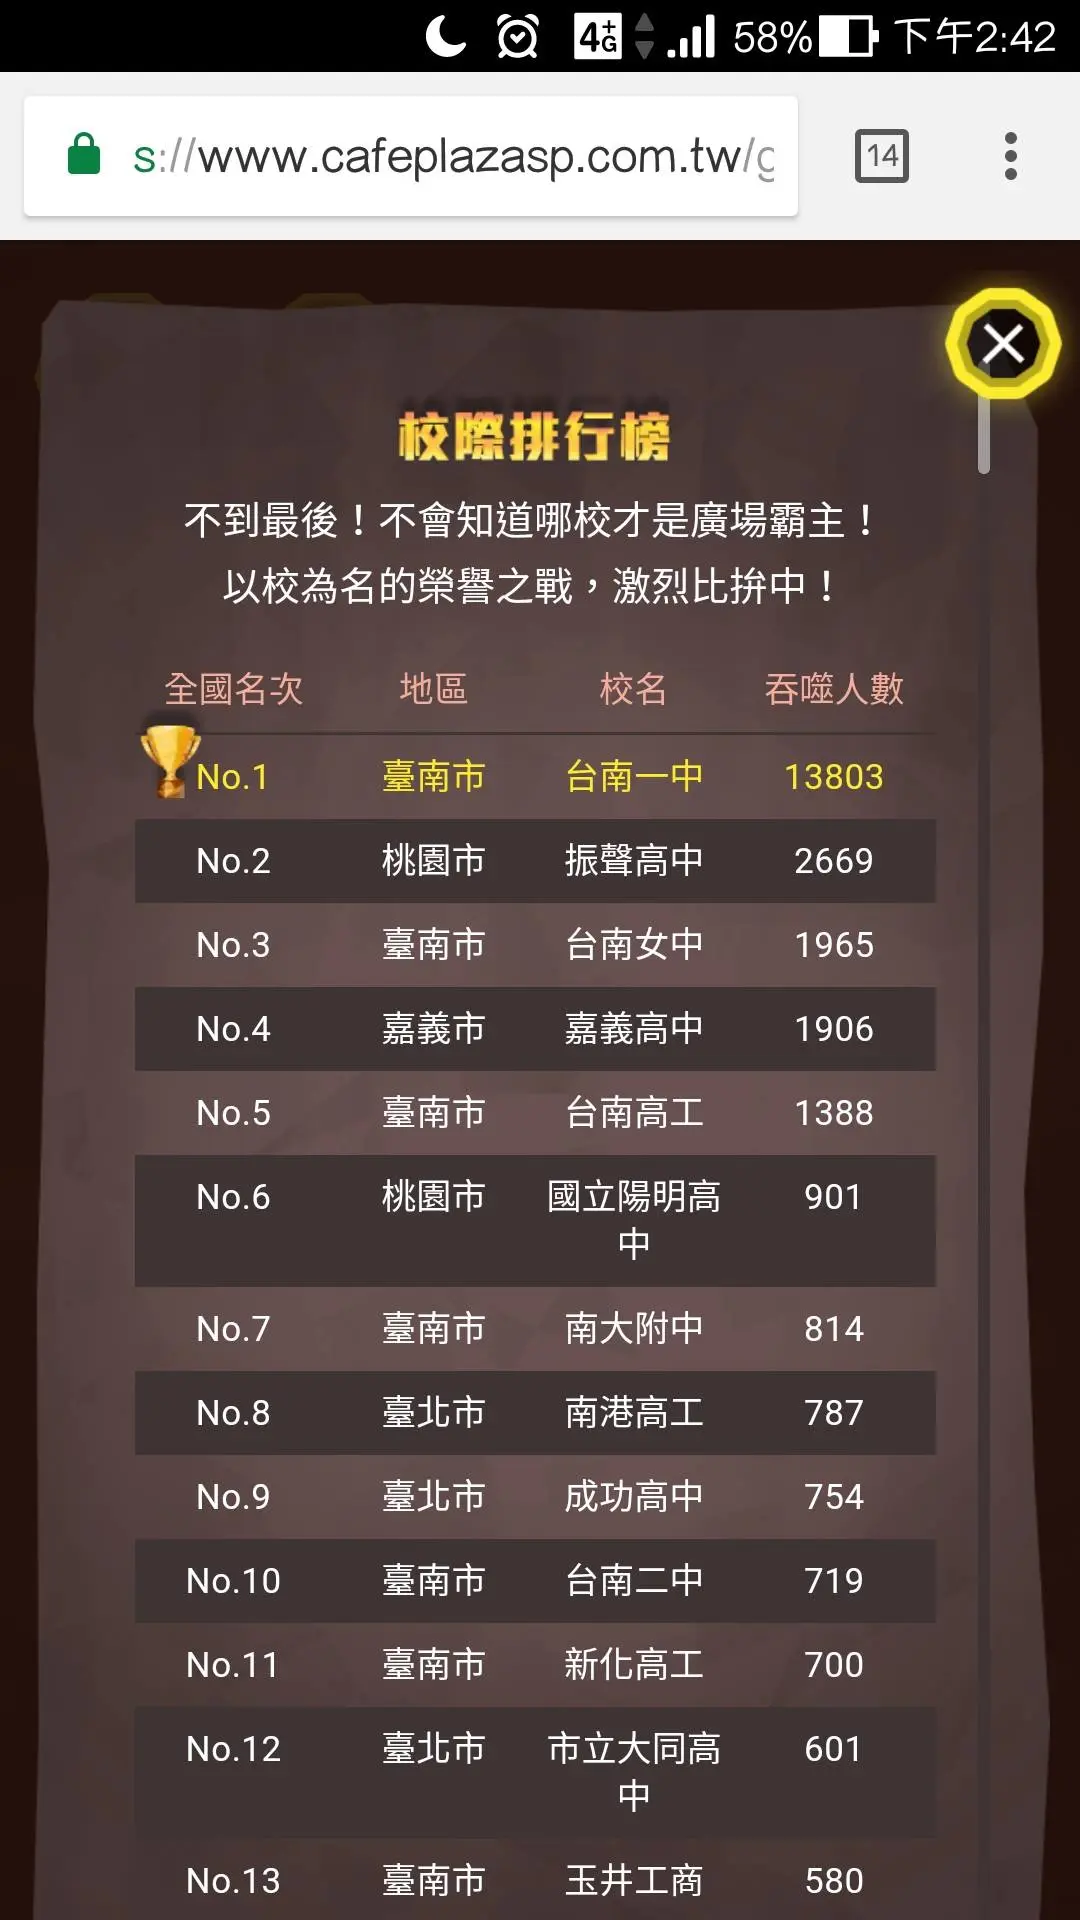 4G+ 58% 下午2:42
s://www.cafeplazasp.com.tw/g 14
校際排行榜
不到最後！不會知道哪校才是廣場霸主！
以校為名的榮譽之戰，激烈比拚中！
全國名次 地區 校名 吞噬人數
No.1 臺南市 台南一中 13803
No.2 桃園市 振聲高中 2669
No.3 臺南市 台南女中 1965
No.4 嘉義市 嘉義高中 1906
No.5 臺南市 台南高工 1388
No.6 桃園市 國立陽明高 901
中
No.7 臺南市 南大附中 814
No.8 臺北市 南港高工 787
No.9 臺北市 成功高中 754
No.10 臺南市 台南二中 719
No.11 臺南市 新化高工 700
No.12 臺北市 市立大同高 601
中
No.13 臺南市 玉井工商 580